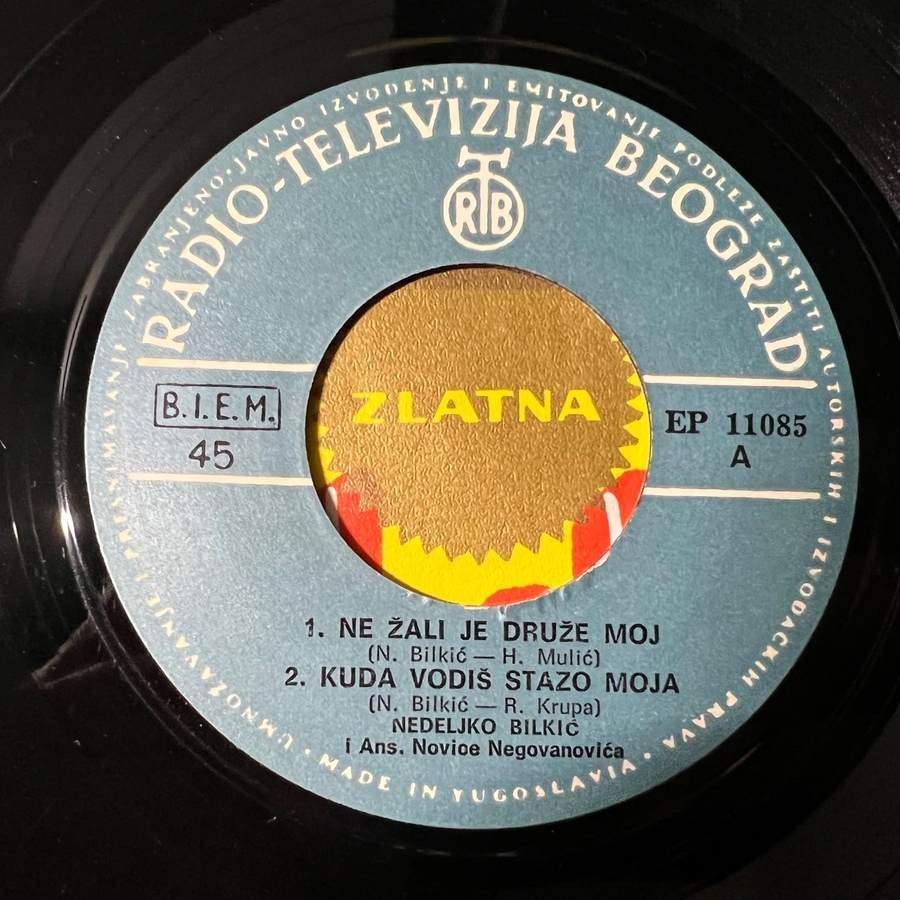 UMNOŽAVANJE I PRESNIMAVANJE ZABRANJENO·JAVNO IZVOĐENJE I EMITOVANJE PODLEŽE ZAŠTITI AUTORSKIH I IZVOĐAČKIH PRAVA·
RADIO-TELEVIZIJA BEOGRAD
RTB
B.I.E.M.
45
ZLATNA
EP 11085
A
1. NE ŽALI JE DRUŽE MOJ
(N. Bilkić — H. Mulić)
2. KUDA VODIŠ STAZO MOJA
(N. Bilkić — R. Krupa)
NEDELJKO BILKIĆ
i Ans. Novice Negovanovića
·MADE IN YUGOSLAVIA·